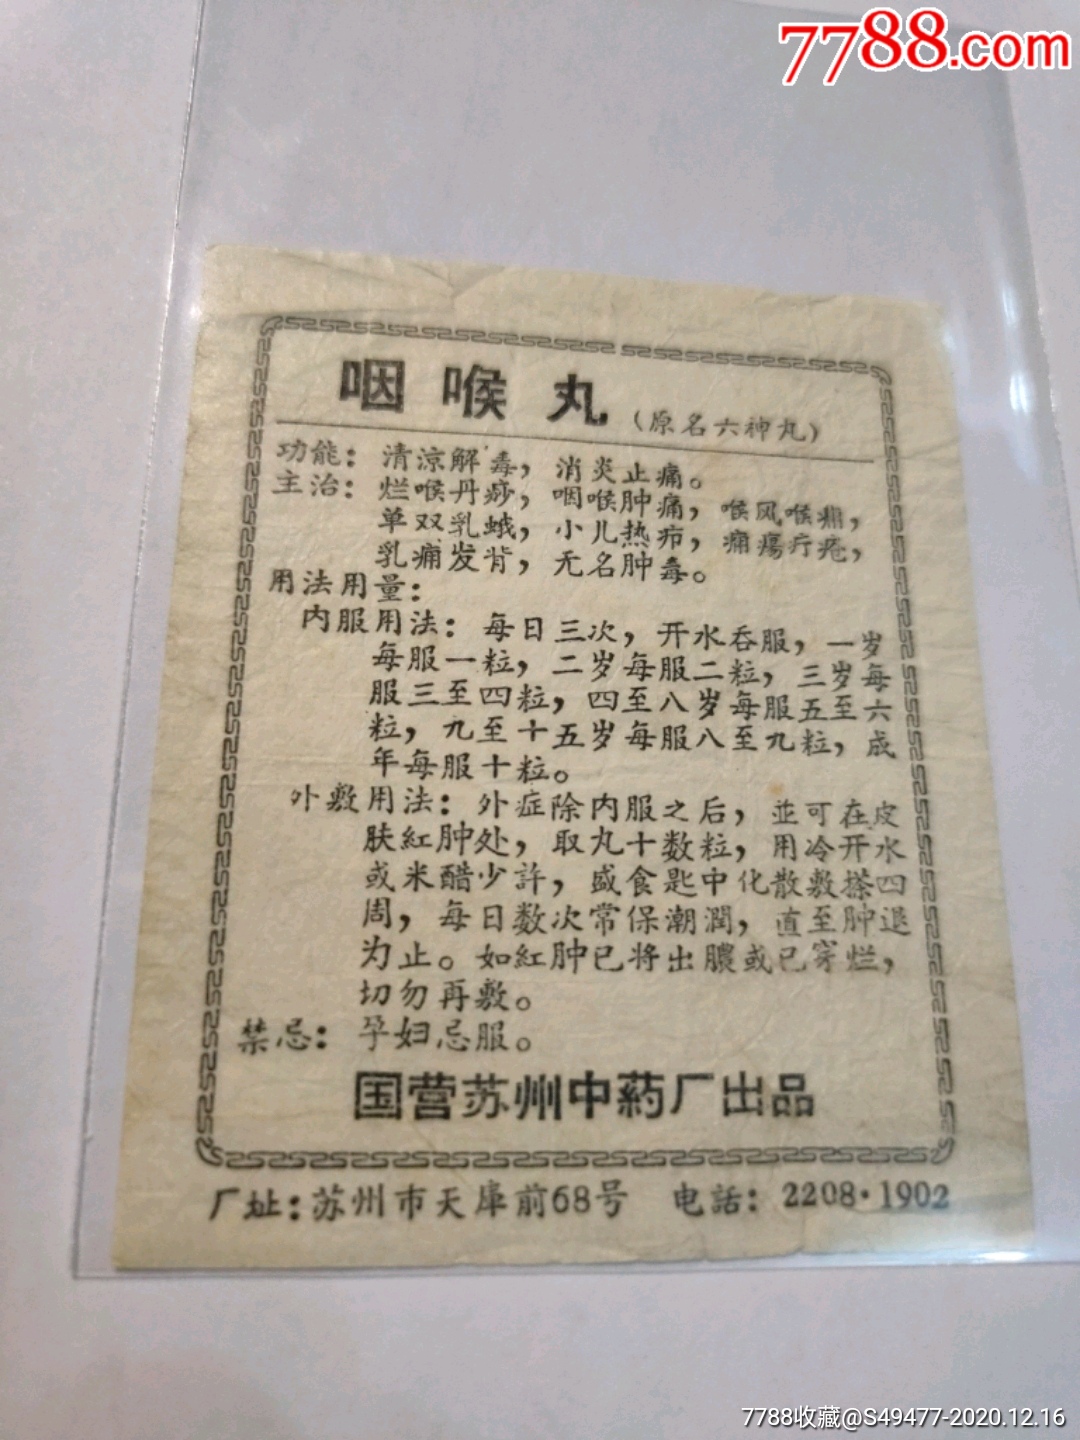 7788.com
咽喉丸（原名六神丸）
功能：清涼解毒，消炎止痛。
主治：烂喉丹痧，咽喉肿痛，喉风喉痈，
单双乳蛾，小儿热疖，痈瘍疔疮，
乳痈发背，无名肿毒。
用法用量：
内服用法：每日三次，开水吞服，一岁
每服一粒，二岁每服二粒，三岁每
服三至四粒，四至八岁每服五至六
粒，九至十五岁每服八至九粒，成
年每服十粒。
外敷用法：外症除内服之后，並可在皮
肤紅肿处，取丸十数粒，用冷开水
或米醋少許，盛食匙中化散敷搽四
周，每日数次常保潮潤，直至肿退
为止。如紅肿已将出膿或已穿烂，
切勿再敷。
禁忌：孕妇忌服。
国营苏州中药厂出品
厂址：苏州市天库前68号 电話：2208·1902
7788收藏@S49477-2020.12.16